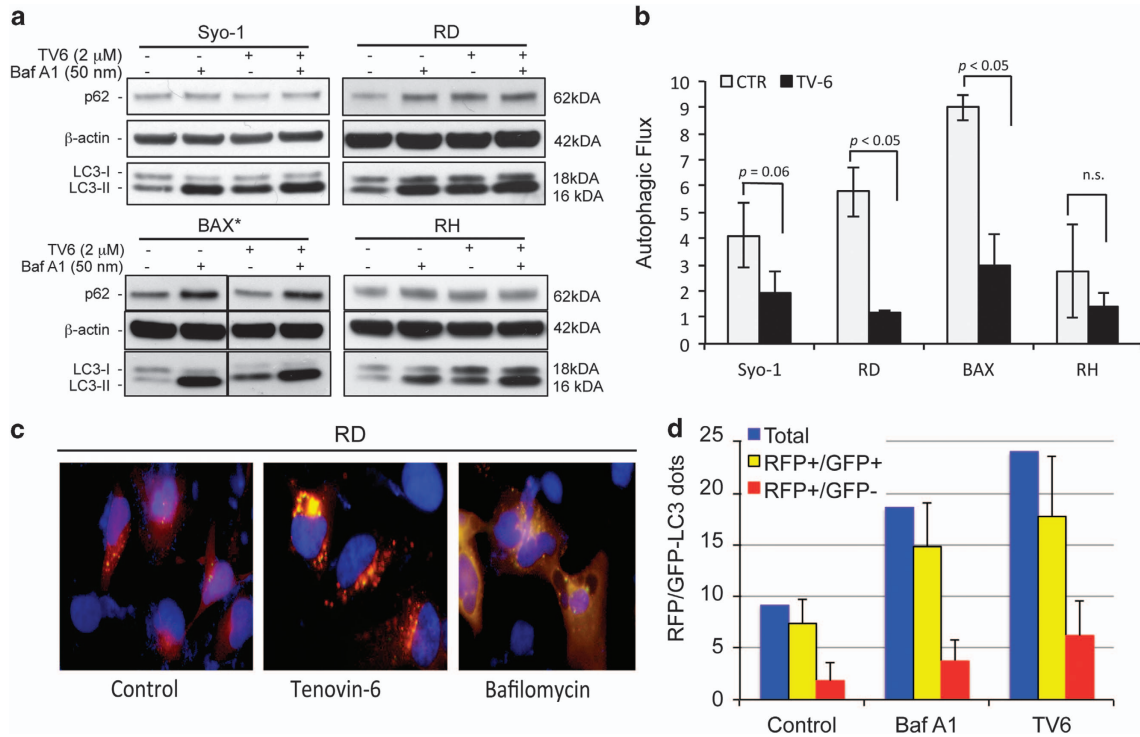 a
Syo-1
RD
TV6 (2 μM) - - + + - - + +
Baf A1 (50 nm) - + - + - + - +
p62 - 62kDA
β-actin - 42kDA
LC3-I - 18kDA
LC3-II - 16 kDA
BAX*
RH
TV6 (2 μM) - - + + - - + +
Baf A1 (50 nm) - + - + - + - +
p62 - 62kDA
β-actin - 42kDA
LC3-I - 18kDA
LC3-II - 16 kDA
b
Autophagic Flux
10
9
8
7
6
5
4
3
2
1
0
CTR TV-6
p = 0.06
p < 0.05
p < 0.05
n.s.
Syo-1 RD BAX RH
c
RD
Control Tenovin-6 Bafilomycin
d
RFP/GFP-LC3 dots
25
20
15
10
5
0
Total
RFP+/GFP+
RFP+/GFP-
Control Baf A1 TV6